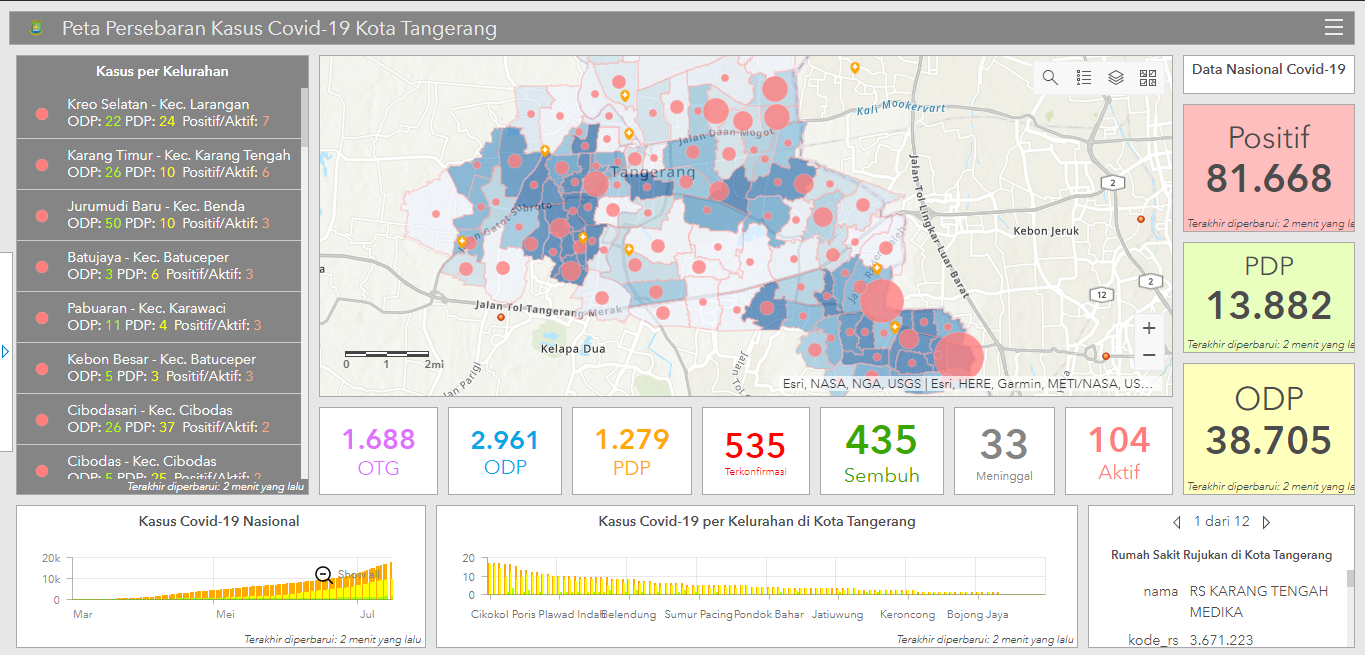 Peta Persebaran Kasus Covid-19 Kota Tangerang
Kasus per Kelurahan
Kreo Selatan - Kec. Larangan
ODP: 22 PDP: 24 Positif/Aktif: 7
Karang Timur - Kec. Karang Tengah
ODP: 26 PDP: 10 Positif/Aktif: 6
Jurumudi Baru - Kec. Benda
ODP: 50 PDP: 10 Positif/Aktif: 3
Batujaya - Kec. Batuceper
ODP: 3 PDP: 6 Positif/Aktif: 3
Pabuaran - Kec. Karawaci
ODP: 11 PDP: 4 Positif/Aktif: 3
Kebon Besar - Kec. Batuceper
ODP: 5 PDP: 3 Positif/Aktif: 3
Cibodasari - Kec. Cibodas
ODP: 26 PDP: 37 Positif/Aktif: 2
Cibodas - Kec. Cibodas
ODP: 5 PDP: 25 Positif/Aktif: 2
Terakhir diperbarui: 2 menit yang lalu
Kali Mookervart
Jalan Daan Mogot
Tangerang
Gatot Subroto
Jalan Tol Lingkar Luar Barat
2
Kebon Jeruk
a
2
12
Jalan Tol Tangerang Merak
Kelapa Dua
Jalan Parigi
Jalan Tol
0 1 2mi
Esri, NASA, NGA, USGS | Esri, HERE, Garmin, METI/NASA, US...
Data Nasional Covid-19
Positif
81.668
Terakhir diperbarui: 2 menit yang la
PDP
13.882
Terakhir diperbarui: 2 menit yang la
ODP
38.705
Terakhir diperbarui: 2 menit yang la
1.688
OTG
2.961
ODP
1.279
PDP
535
Terkonfirmasi
435
Sembuh
33
Meninggal
104
Aktif
Kasus Covid-19 Nasional
20k
10k
0
Show all
Mar Mei Jul
Terakhir diperbarui: 2 menit yang lalu
Kasus Covid-19 per Kelurahan di Kota Tangerang
20
10
0
Cikokol Poris Plawad Indah Belendung Sumur Pacing Pondok Bahar Jatiuwung Keroncong Bojong Jaya
Terakhir diperbarui: 2 menit yang lalu
1 dari 12
Rumah Sakit Rujukan di Kota Tangerang
nama RS KARANG TENGAH
MEDIKA
kode_rs 3.671.223